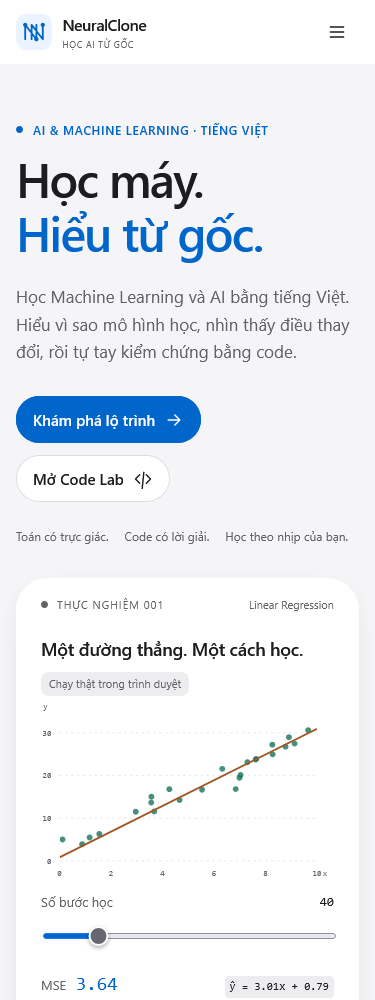 NeuralClone
HỌC AI TỪ GỐC
AI & MACHINE LEARNING · TIẾNG VIỆT
Học máy.
Hiểu từ gốc.
Học Machine Learning và AI bằng tiếng Việt.
Hiểu vì sao mô hình học, nhìn thấy điều thay
đổi, rồi tự tay kiểm chứng bằng code.
Khám phá lộ trình →
Mở Code Lab </>
Toán có trực giác. Code có lời giải. Học theo nhịp của bạn.
THỰC NGHIỆM 001 Linear Regression
Một đường thẳng. Một cách học.
Chạy thật trong trình duyệt
y
30
20
10
0
0 2 4 6 8 10 x
Số bước học 40
MSE 3.64 ŷ = 3.01x + 0.79